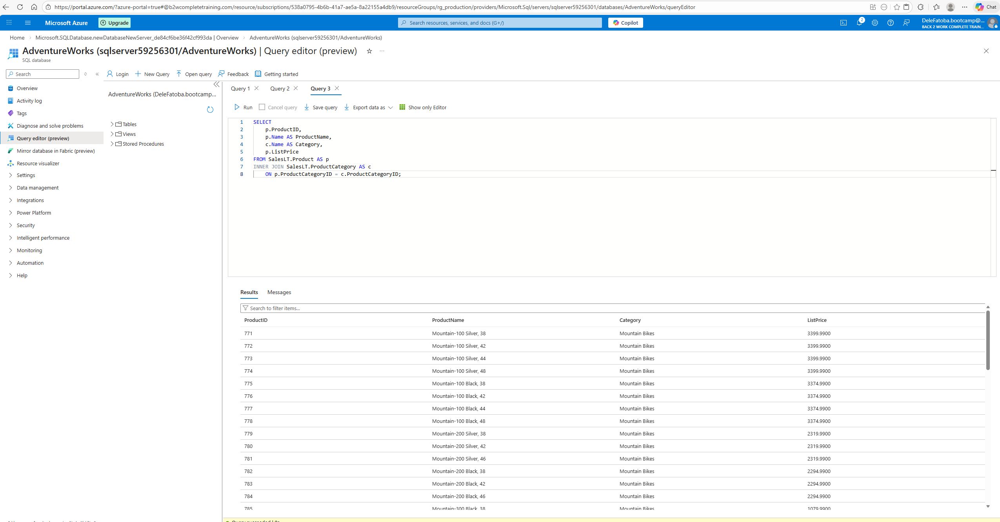 https://portal.azure.com/?azure-portal=true#@b2wcompletetraining.com/resource/subscriptions/538a0795-4b6b-41a7-ae5a-8a22155a4db9/resourceGroups/rg_production/providers/Microsoft.Sql/servers/sqlserver59256301/databases/AdventureWorks/queryEditor
Chat
Microsoft Azure
Upgrade
Search resources, services, and docs (G+/)
Copilot
2
DeleFatoba.bootcamp@...
BACK 2 WORK COMPLETE TRAIN...
Home > Microsoft.SQLDatabase.newDatabaseNewServer_de84cf6be36f42cf993da | Overview > AdventureWorks (sqlserver59256301/AdventureWorks)
AdventureWorks (sqlserver59256301/AdventureWorks) | Query editor (preview)
SQL database
Search
Login
New Query
Open query
Feedback
Getting started
Overview
Activity log
Tags
Diagnose and solve problems
Query editor (preview)
Mirror database in Fabric (preview)
Resource visualizer
Settings
Data management
Integrations
Power Platform
Security
Intelligent performance
Monitoring
Automation
Help
AdventureWorks (DeleFatoba.bootcamp...
Tables
Views
Stored Procedures
Query 1
Query 2
Query 3
Run
Cancel query
Save query
Export data as
Show only Editor
1 SELECT
2 p.ProductID,
3 p.Name AS ProductName,
4 c.Name AS Category,
5 p.ListPrice
6 FROM SalesLT.Product AS p
7 INNER JOIN SalesLT.ProductCategory AS c
8 ON p.ProductCategoryID = c.ProductCategoryID;
Results Messages
Search to filter items...
ProductID ProductName Category ListPrice
771 Mountain-100 Silver, 38 Mountain Bikes 3399.9900
772 Mountain-100 Silver, 42 Mountain Bikes 3399.9900
773 Mountain-100 Silver, 44 Mountain Bikes 3399.9900
774 Mountain-100 Silver, 48 Mountain Bikes 3399.9900
775 Mountain-100 Black, 38 Mountain Bikes 3374.9900
776 Mountain-100 Black, 42 Mountain Bikes 3374.9900
777 Mountain-100 Black, 44 Mountain Bikes 3374.9900
778 Mountain-100 Black, 48 Mountain Bikes 3374.9900
779 Mountain-200 Silver, 38 Mountain Bikes 2319.9900
780 Mountain-200 Silver, 42 Mountain Bikes 2319.9900
781 Mountain-200 Silver, 46 Mountain Bikes 2319.9900
782 Mountain-200 Black, 38 Mountain Bikes 2294.9900
783 Mountain-200 Black, 42 Mountain Bikes 2294.9900
784 Mountain-200 Black, 46 Mountain Bikes 2294.9900
785 Mountain-300 Black, 38 Mountain Bikes 1079.9900
Query succeeded |